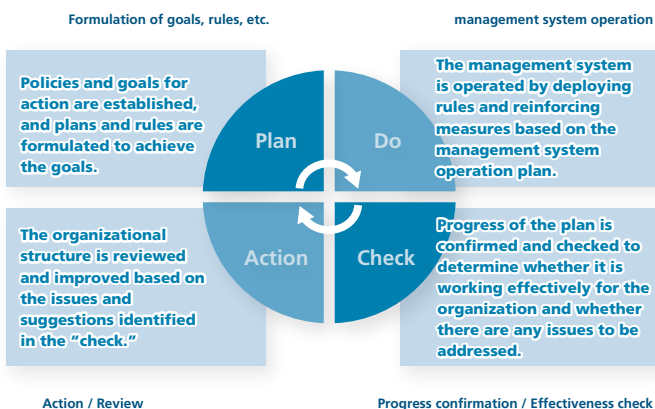 Formulation of goals, rules, etc.
management system operation
Policies and goals for
action are established,
and plans and rules are
formulated to achieve
the goals.
Plan
Do
The management system
is operated by deploying
rules and reinforcing
measures based on the
management system
operation plan.
The organizational
structure is reviewed
and improved based on
the issues and
suggestions identified
in the “check.”
Action
Check
Progress of the plan is
confirmed and checked to
determine whether it is
working effectively for the
organization and whether
there are any issues to be
addressed.
Action / Review
Progress confirmation / Effectiveness check